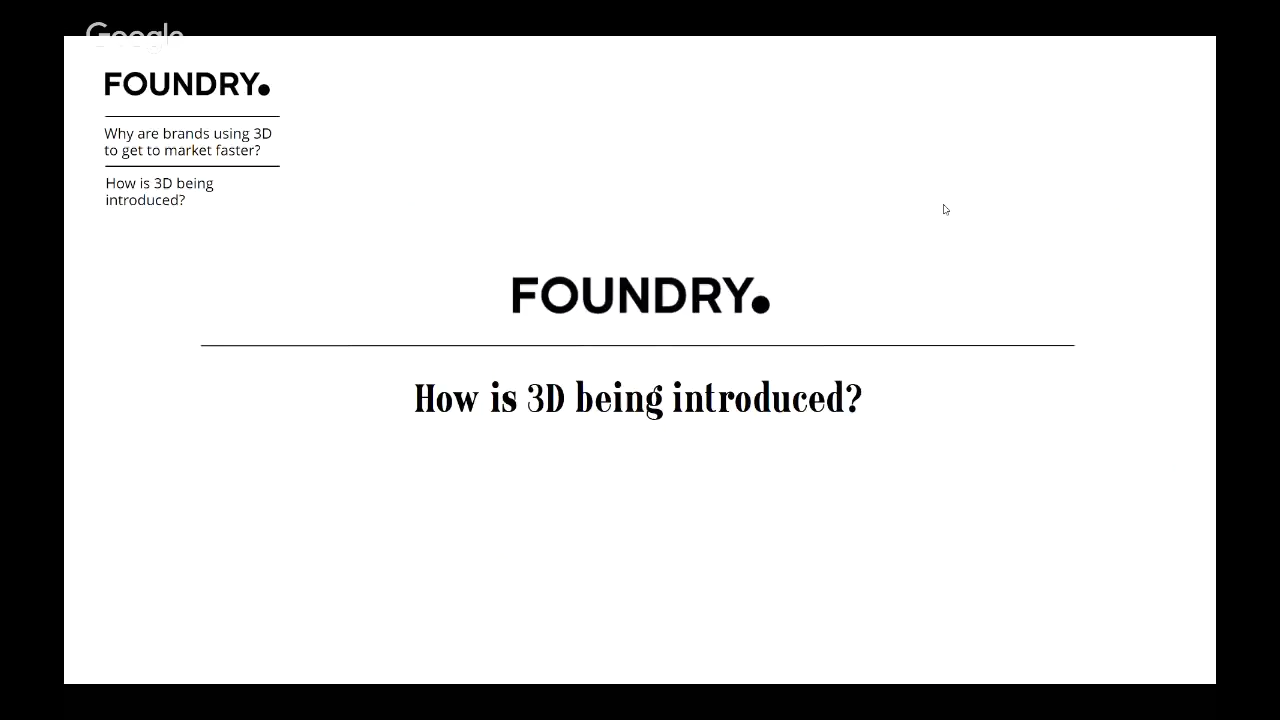 Google
FOUNDRY.
Why are brands using 3D
to get to market faster?
How is 3D being
introduced?
FOUNDRY.
How is 3D being introduced?